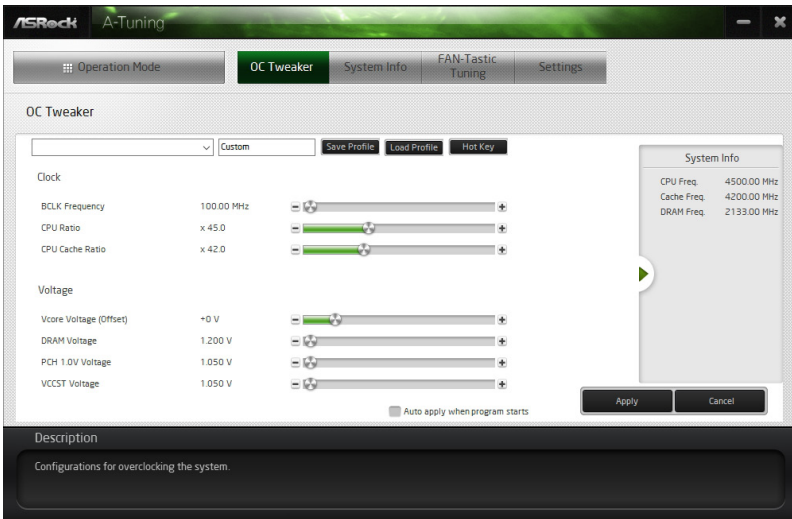 ASRock A-Tuning
Operation Mode
OC Tweaker
System Info
FAN-Tastic
Tuning
Settings
OC Tweaker
Custom
Save Profile
Load Profile
Hot Key
Clock
BCLK Frequency 100.00 MHz
CPU Ratio x 45.0
CPU Cache Ratio x 42.0
Voltage
Vcore Voltage (Offset) +0 V
DRAM Voltage 1.200 V
PCH 1.0V Voltage 1.050 V
VCCST Voltage 1.050 V
Auto apply when program starts
System Info
CPU Freq. 4500.00 MHz
Cache Freq. 4200.00 MHz
DRAM Freq. 2133.00 MHz
Apply
Cancel
Description
Configurations for overclocking the system.